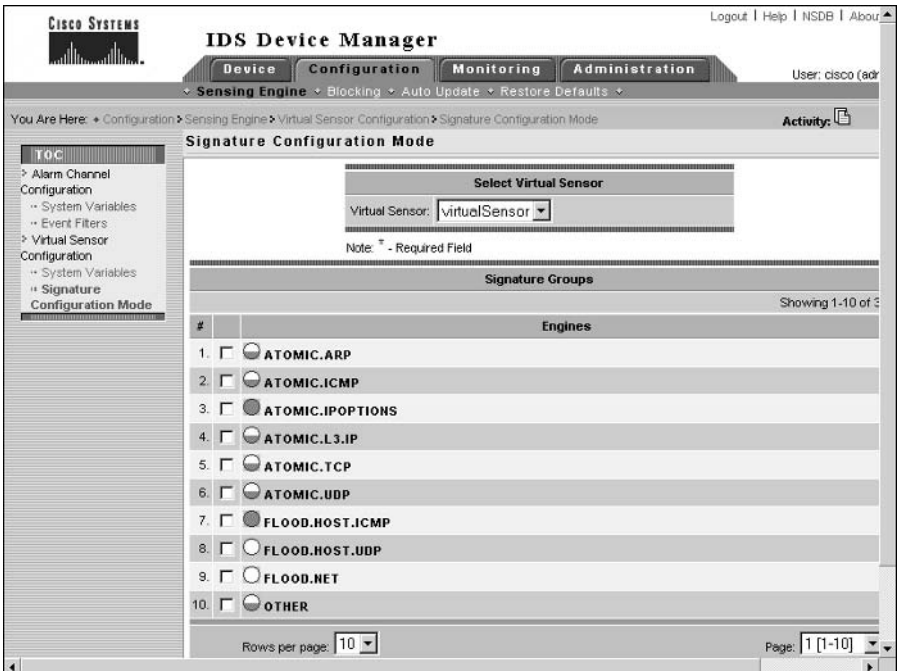 Logout | Help | NSDB | Abou
CISCO SYSTEMS
IDS Device Manager
Device Configuration Monitoring Administration
User: cisco (adr
Sensing Engine Blocking Auto Update Restore Defaults
You Are Here: Configuration Sensing Engine Virtual Sensor Configuration Signature Configuration Mode
Activity:
TOC
Alarm Channel
Configuration
System Variables
Event Filters
Virtual Sensor
Configuration
System Variables
Signature
Configuration Mode
Signature Configuration Mode
Select Virtual Sensor
Virtual Sensor: virtualSensor
Note: * - Required Field
Signature Groups
Showing 1-10 of 3
# Engines
1. ATOMIC.ARP
2. ATOMIC.ICMP
3. ATOMIC.IPOPTIONS
4. ATOMIC.L3.IP
5. ATOMIC.TCP
6. ATOMIC.UDP
7. FLOOD.HOST.ICMP
8. FLOOD.HOST.UDP
9. FLOOD.NET
10. OTHER
Rows per page: 10
Page: 1 [1-10]